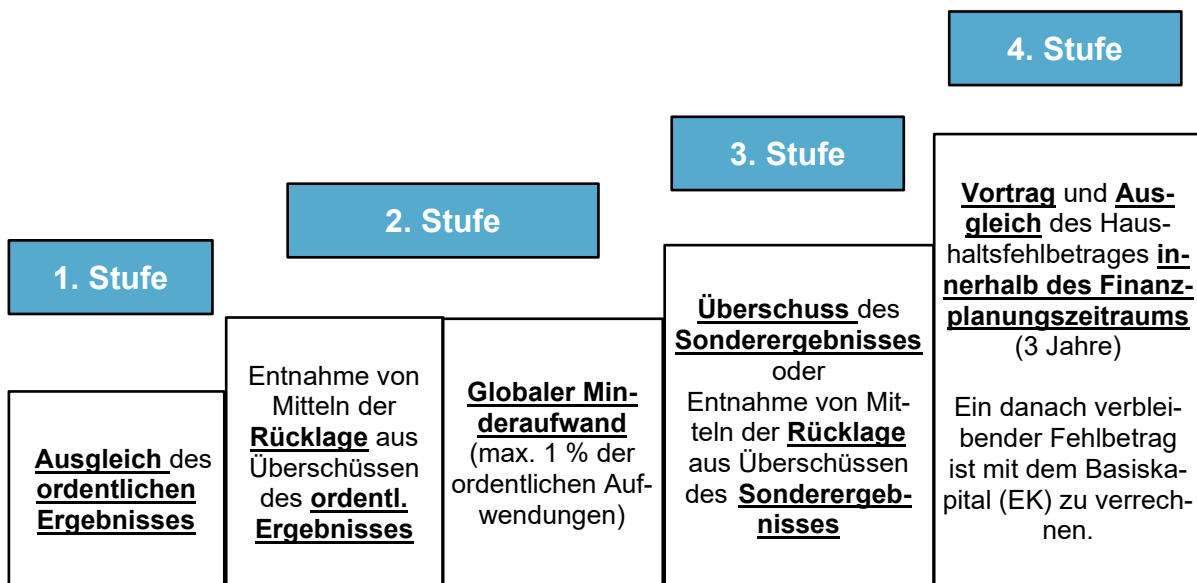 1. Stufe
Ausgleich des
ordentlichen
Ergebnisses
2. Stufe
Entnahme von
Mitteln der
Rücklage aus
Überschüssen
des ordentl.
Ergebnisses
Globaler Min-
deraufwand
(max. 1 % der
ordentlichen Auf-
wendungen)
3. Stufe
Überschuss des
Sonderergebnisses
oder
Entnahme von Mit-
teln der Rücklage
aus Überschüssen
des Sonderergeb-
nisses
4. Stufe
Vortrag und Aus-
gleich des Haus-
haltsfehlbetrages in-
nerhalb des Finanz-
planungszeitraums
(3 Jahre)
Ein danach verblei-
bender Fehlbetrag
ist mit dem Basiska-
pital (EK) zu verrech-
nen.